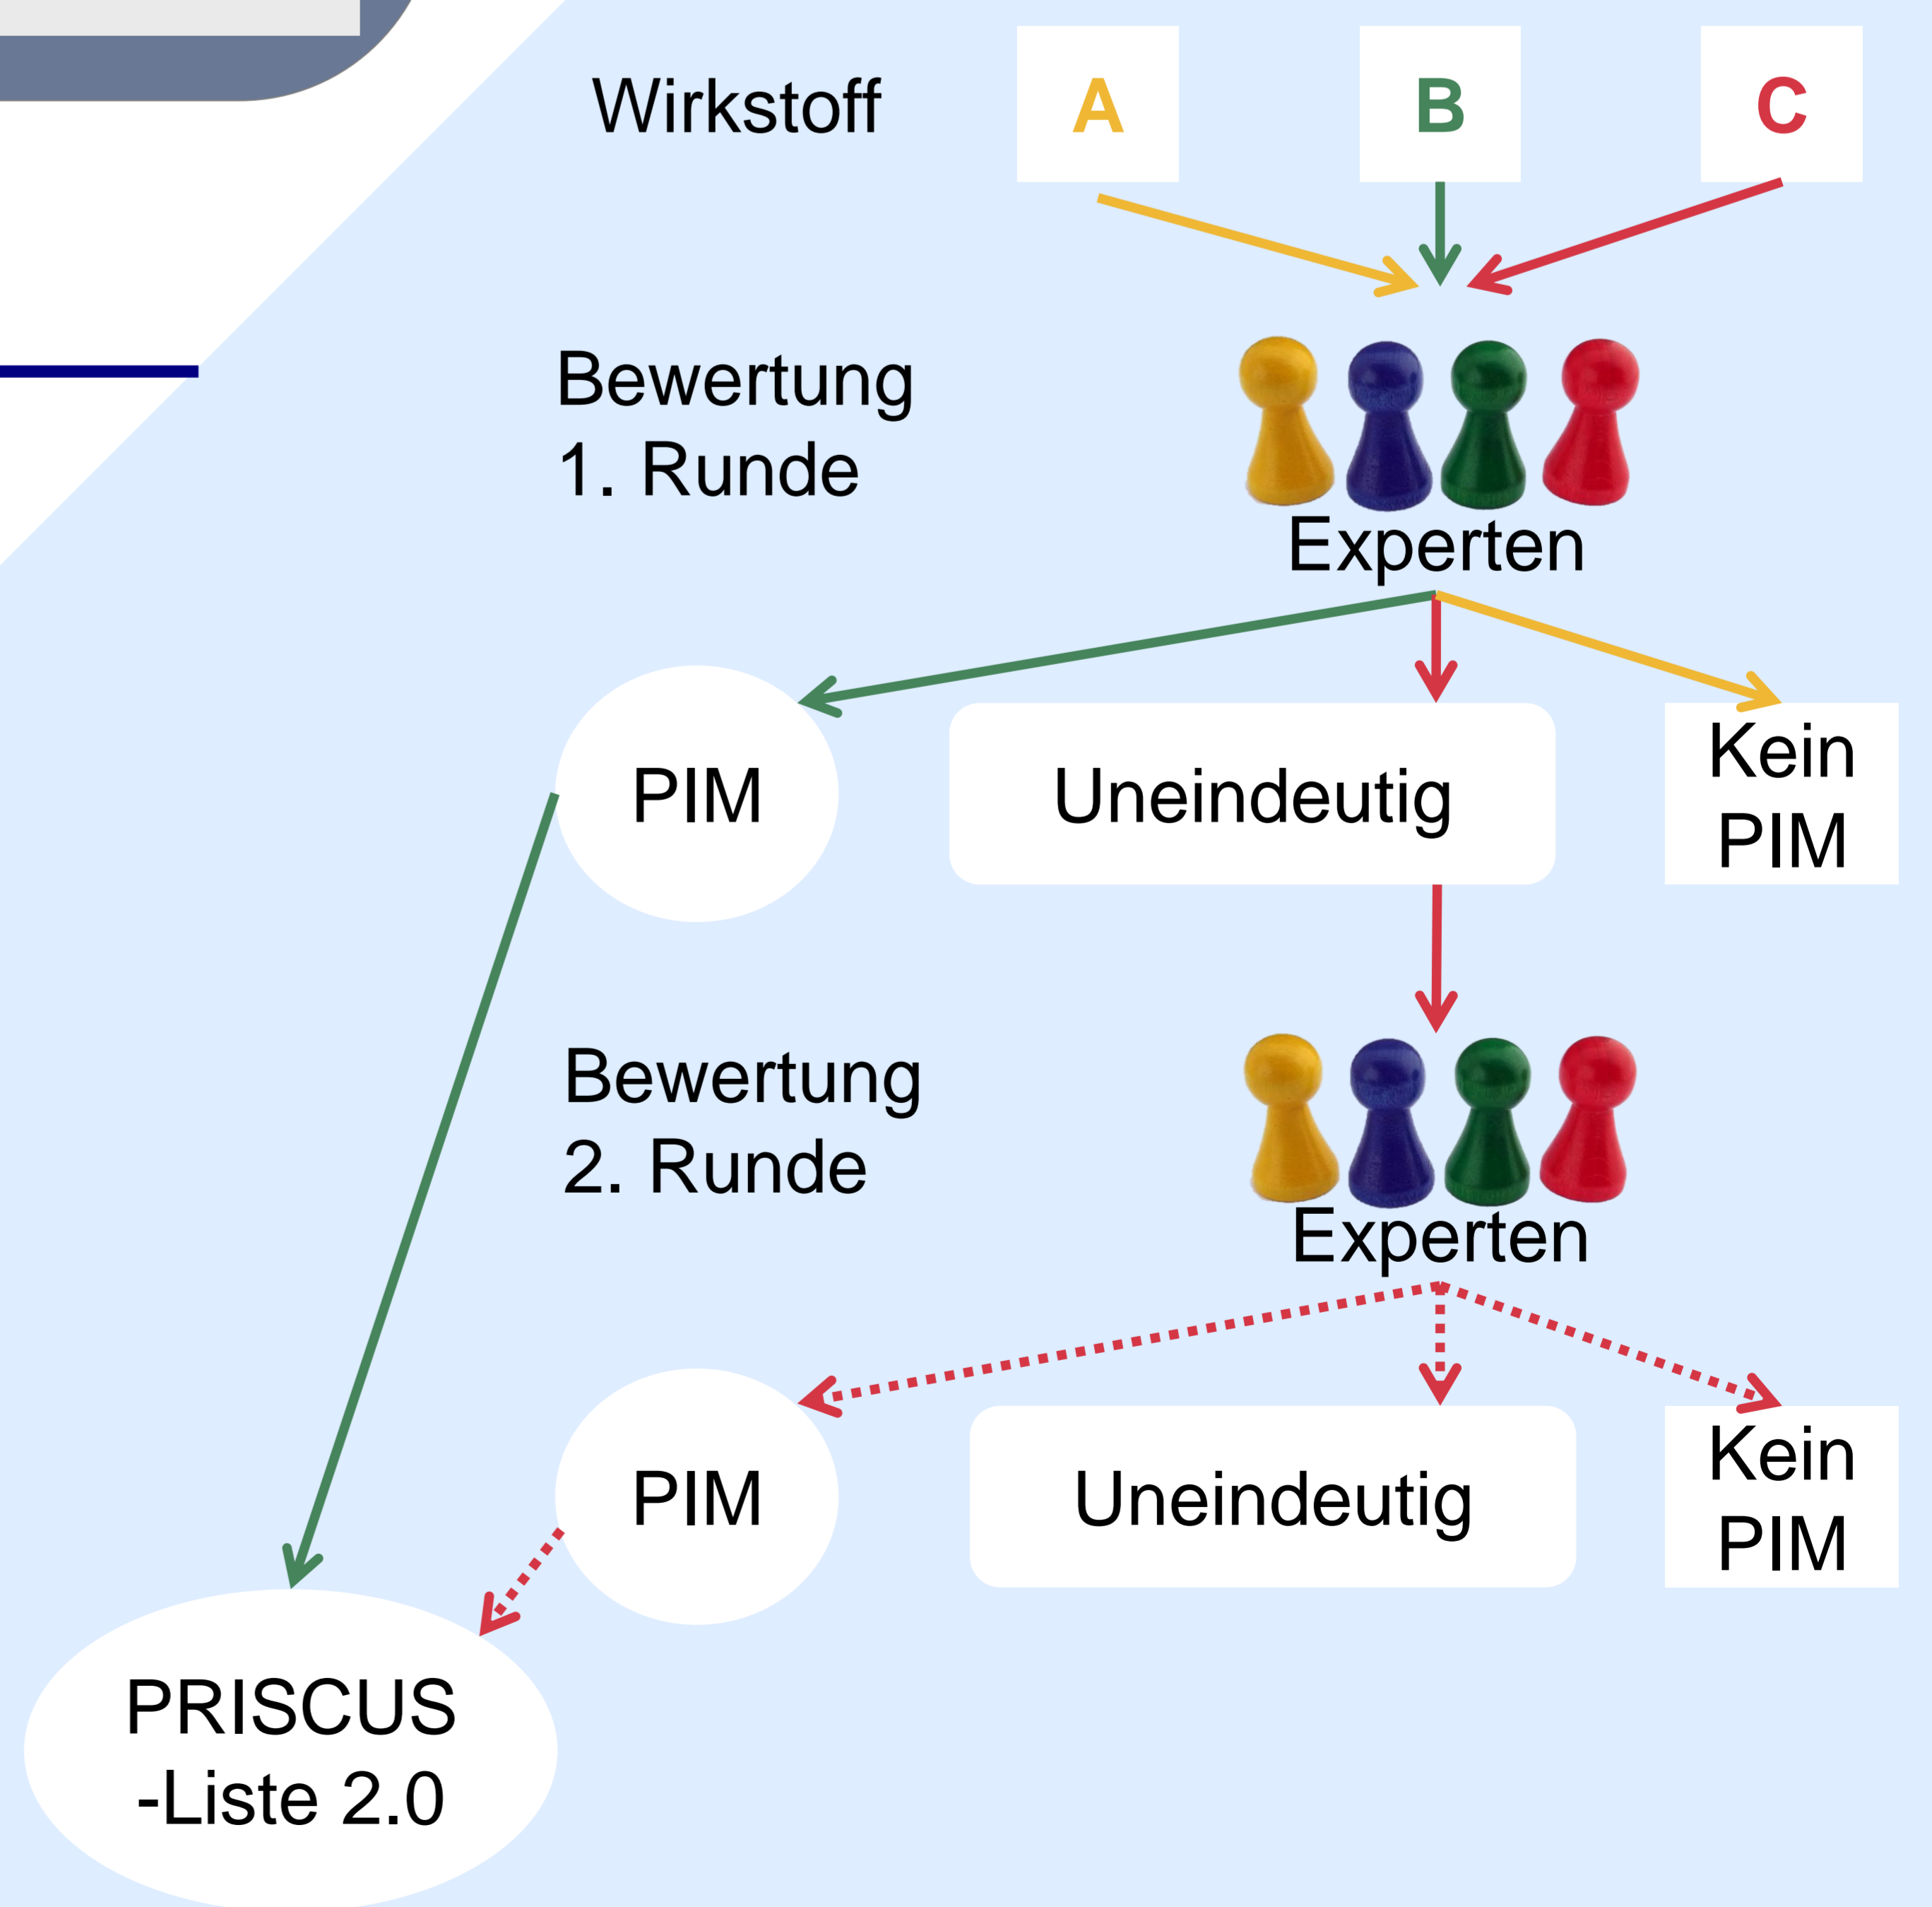 Wirkstoff
A
B
C
Bewertung
1. Runde
Experten
PIM
Uneindeutig
Kein
PIM
Bewertung
2. Runde
Experten
PIM
Uneindeutig
Kein
PIM
PRISCUS
-Liste 2.0